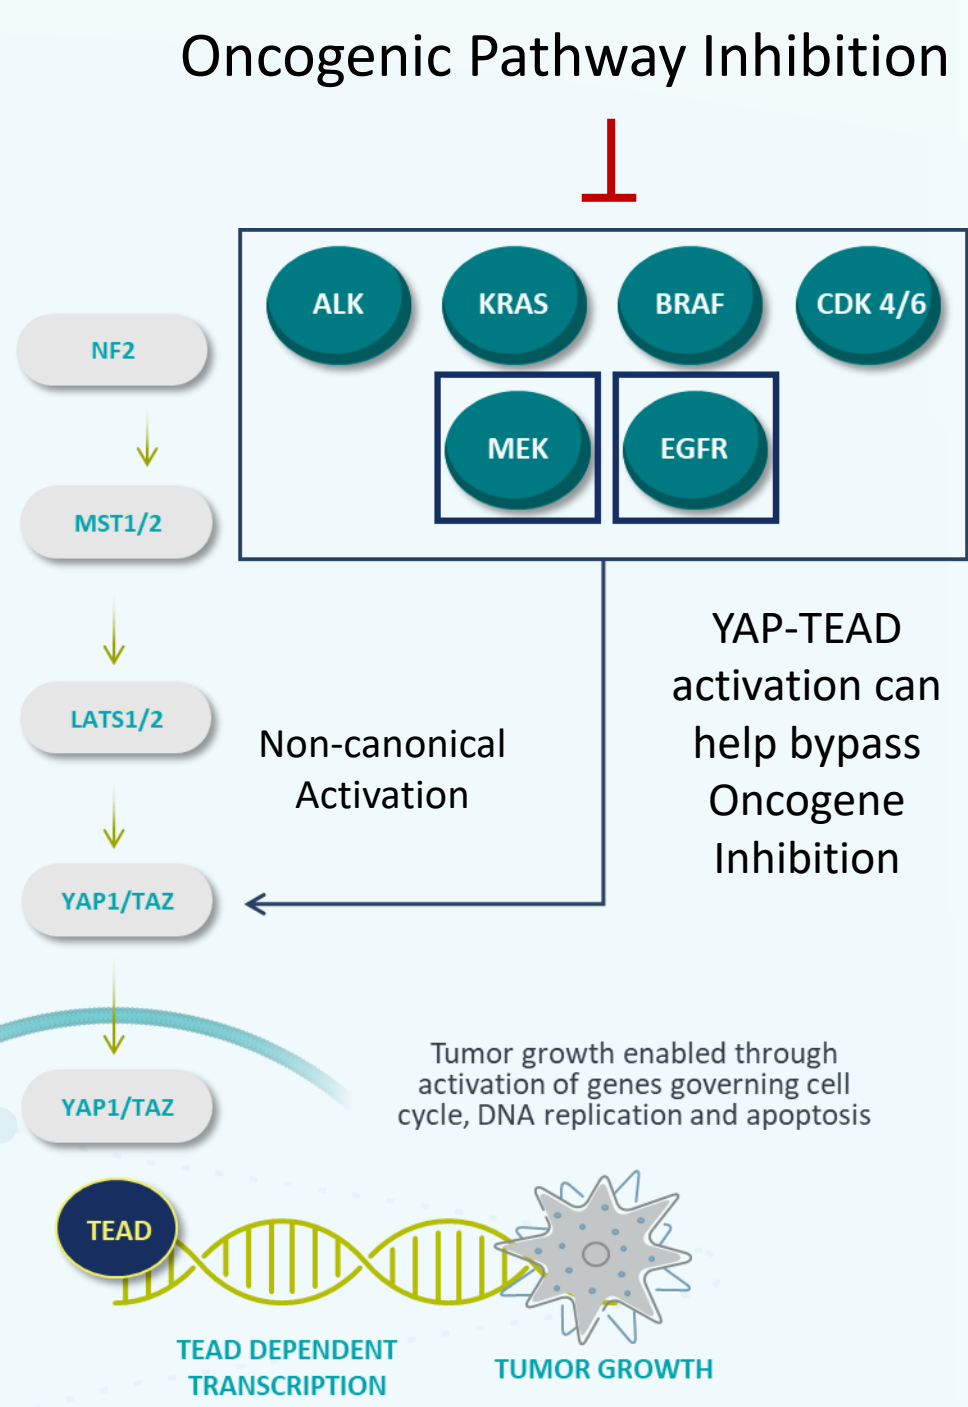 Oncogenic Pathway Inhibition
ALK
KRAS
BRAF
CDK 4/6
NF2
MEK
EGFR
MST1/2
YAP-TEAD
activation can
help bypass
Oncogene
Inhibition
LATS1/2
Non-canonical
Activation
YAP1/TAZ
Tumor growth enabled through
activation of genes governing cell
cycle, DNA replication and apoptosis
YAP1/TAZ
TEAD
TEAD DEPENDENT
TRANSCRIPTION
TUMOR GROWTH